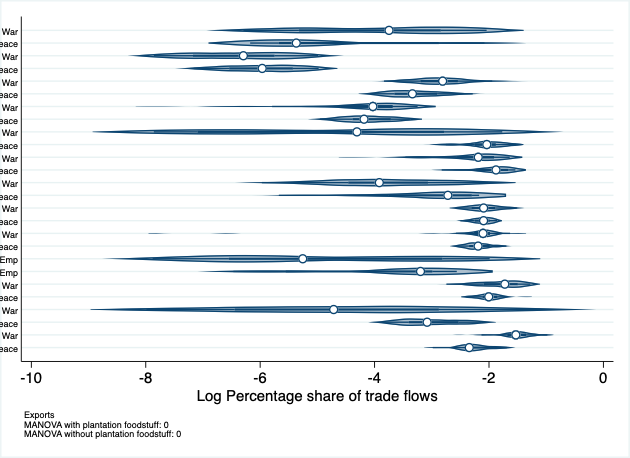 War
eace
War
eace
War
eace
War
eace
War
eace
War
eace
War
eace
War
eace
War
eace
Emp
Emp
War
eace
War
eace
War
eace
-10 -8 -6 -4 -2 0
Log Percentage share of trade flows
Exports
MANOVA with plantation foodstuff: 0
MANOVA without plantation foodstuff: 0